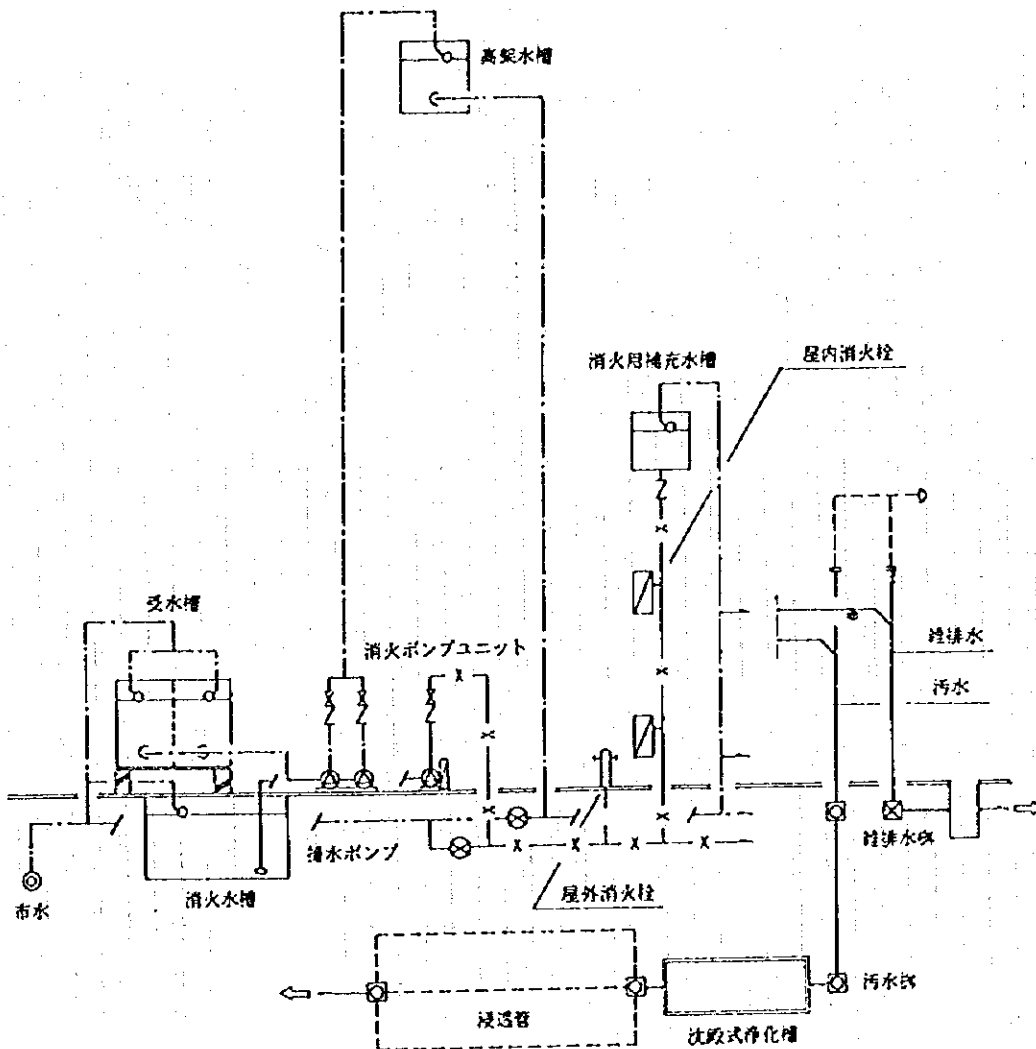 高架水槽
消火用補充水槽
屋内消火栓
受水槽
消火ポンプユニット
雑排水
汚水
揚水ポンプ
雑排水桝
市水
消火水槽
屋外消火栓
汚水桝
浸透管
沈殿式浄化槽